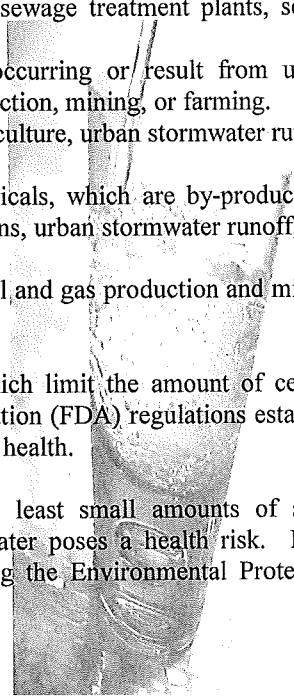 sewage treatment plants, se
occurring or result from u
ction, mining, or farming.
culture, urban stormwater ru
icals, which are by-produc
ns, urban stormwater runoff
l and gas production and mi
ich limit the amount of ce
tion (FDA) regulations esta
health.
least small amounts of
ater poses a health risk.
g the Environmental Prote